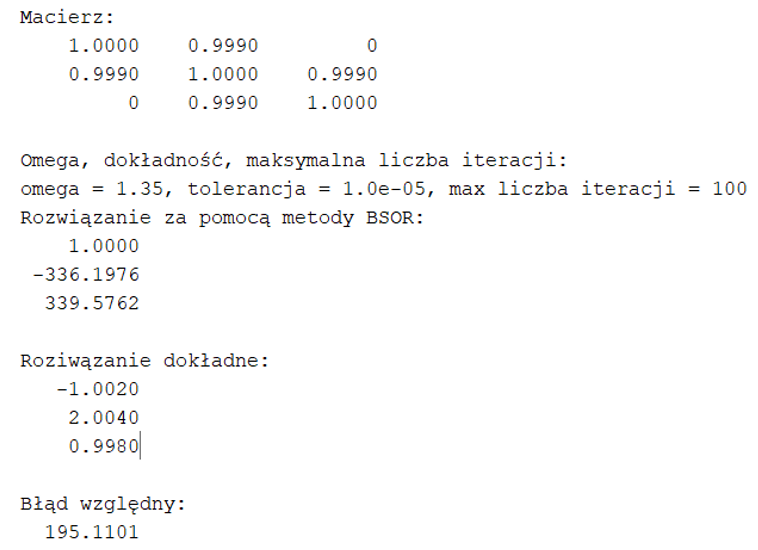 Macierz:
1.0000 0.9990 0
0.9990 1.0000 0.9990
0 0.9990 1.0000
Omega, dokładność, maksymalna liczba iteracji:
omega = 1.35, tolerancja = 1.0e-05, max liczba iteracji = 100
Rozwiązanie za pomocą metody BSOR:
1.0000
-336.1976
339.5762
Roziwązanie dokładne:
-1.0020
2.0040
0.9980
Błąd względny:
195.1101